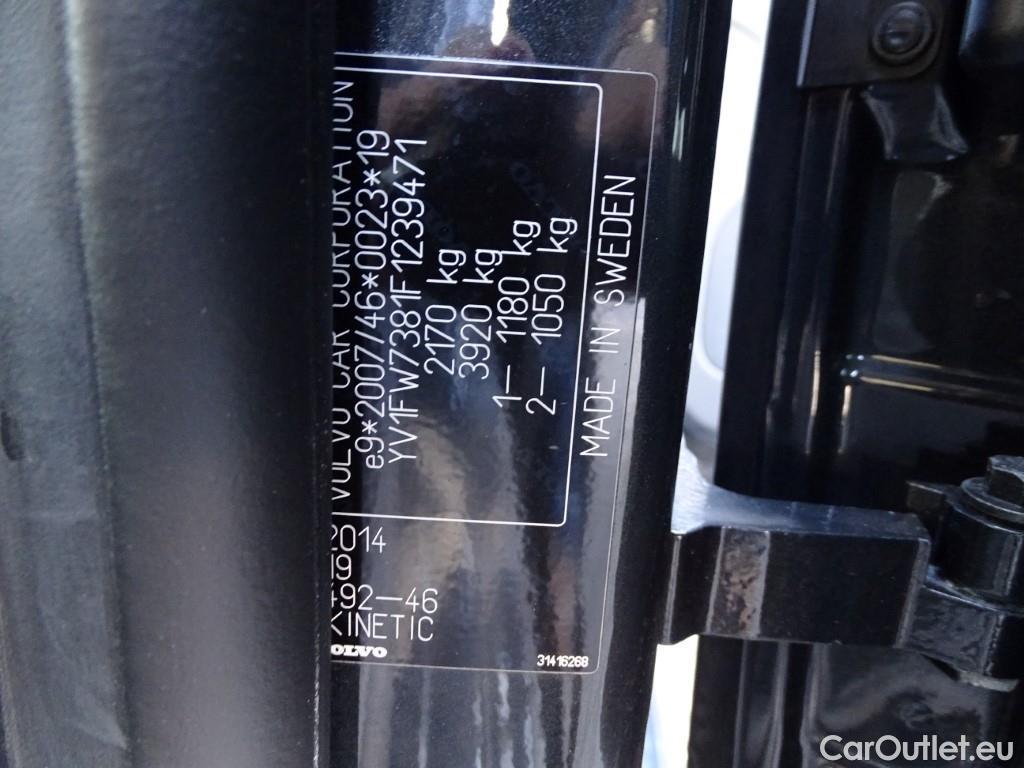 VOLVO CAR CORPORATION
e9*2007/46*0023*19
YV1FW7381F1239471
2170 kg
3920 kg
1– 1180 kg
2– 1050 kg
MADE IN SWEDEN
2014
492-46
KINETIC
VOLVO
31416268
CarOutlet.eu